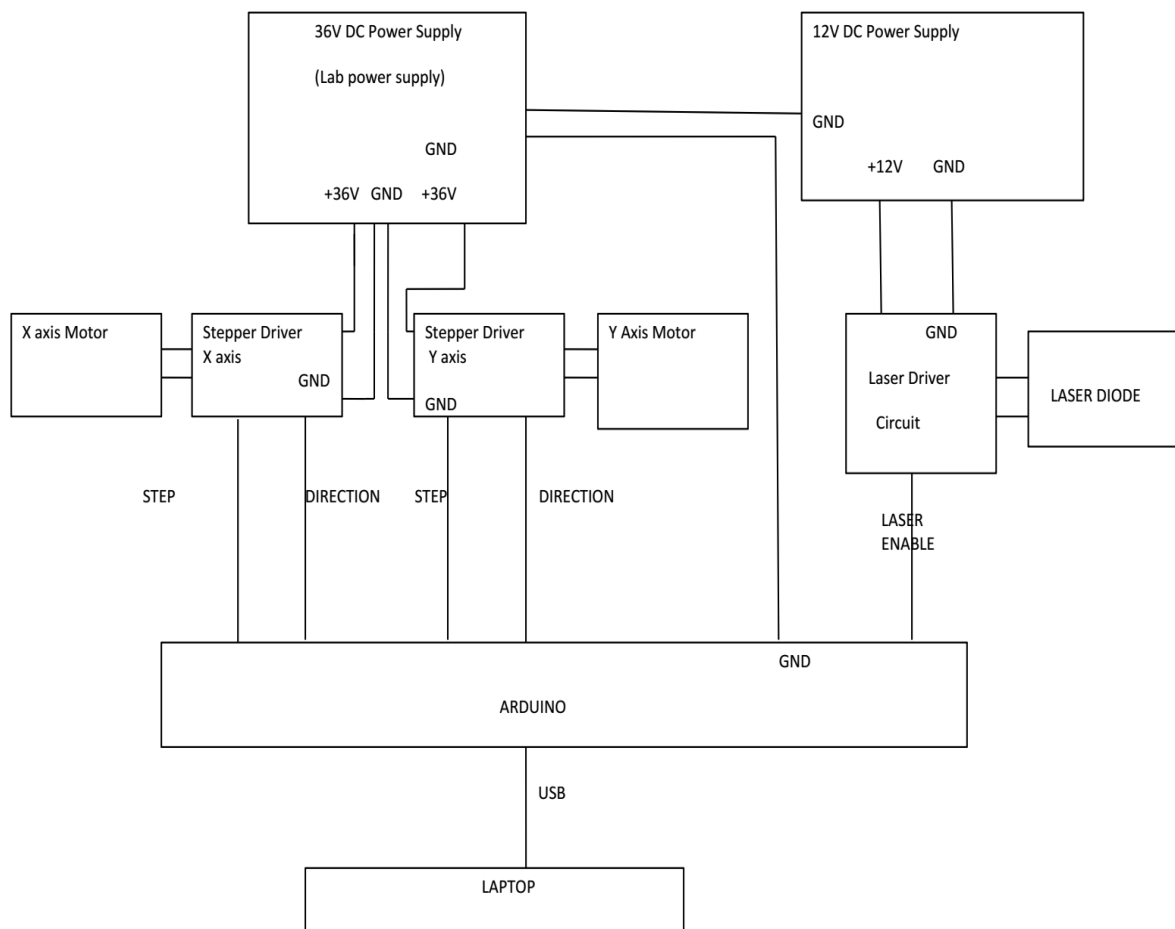 36V DC Power Supply
(Lab power supply)
GND
+36V GND +36V
12V DC Power Supply
GND
+12V GND
X axis Motor
Stepper Driver
X axis
GND
Stepper Driver
Y axis
GND
Y Axis Motor
GND
Laser Driver
Circuit
LASER DIODE
STEP
DIRECTION
STEP
DIRECTION
LASER
ENABLE
GND
ARDUINO
USB
LAPTOP